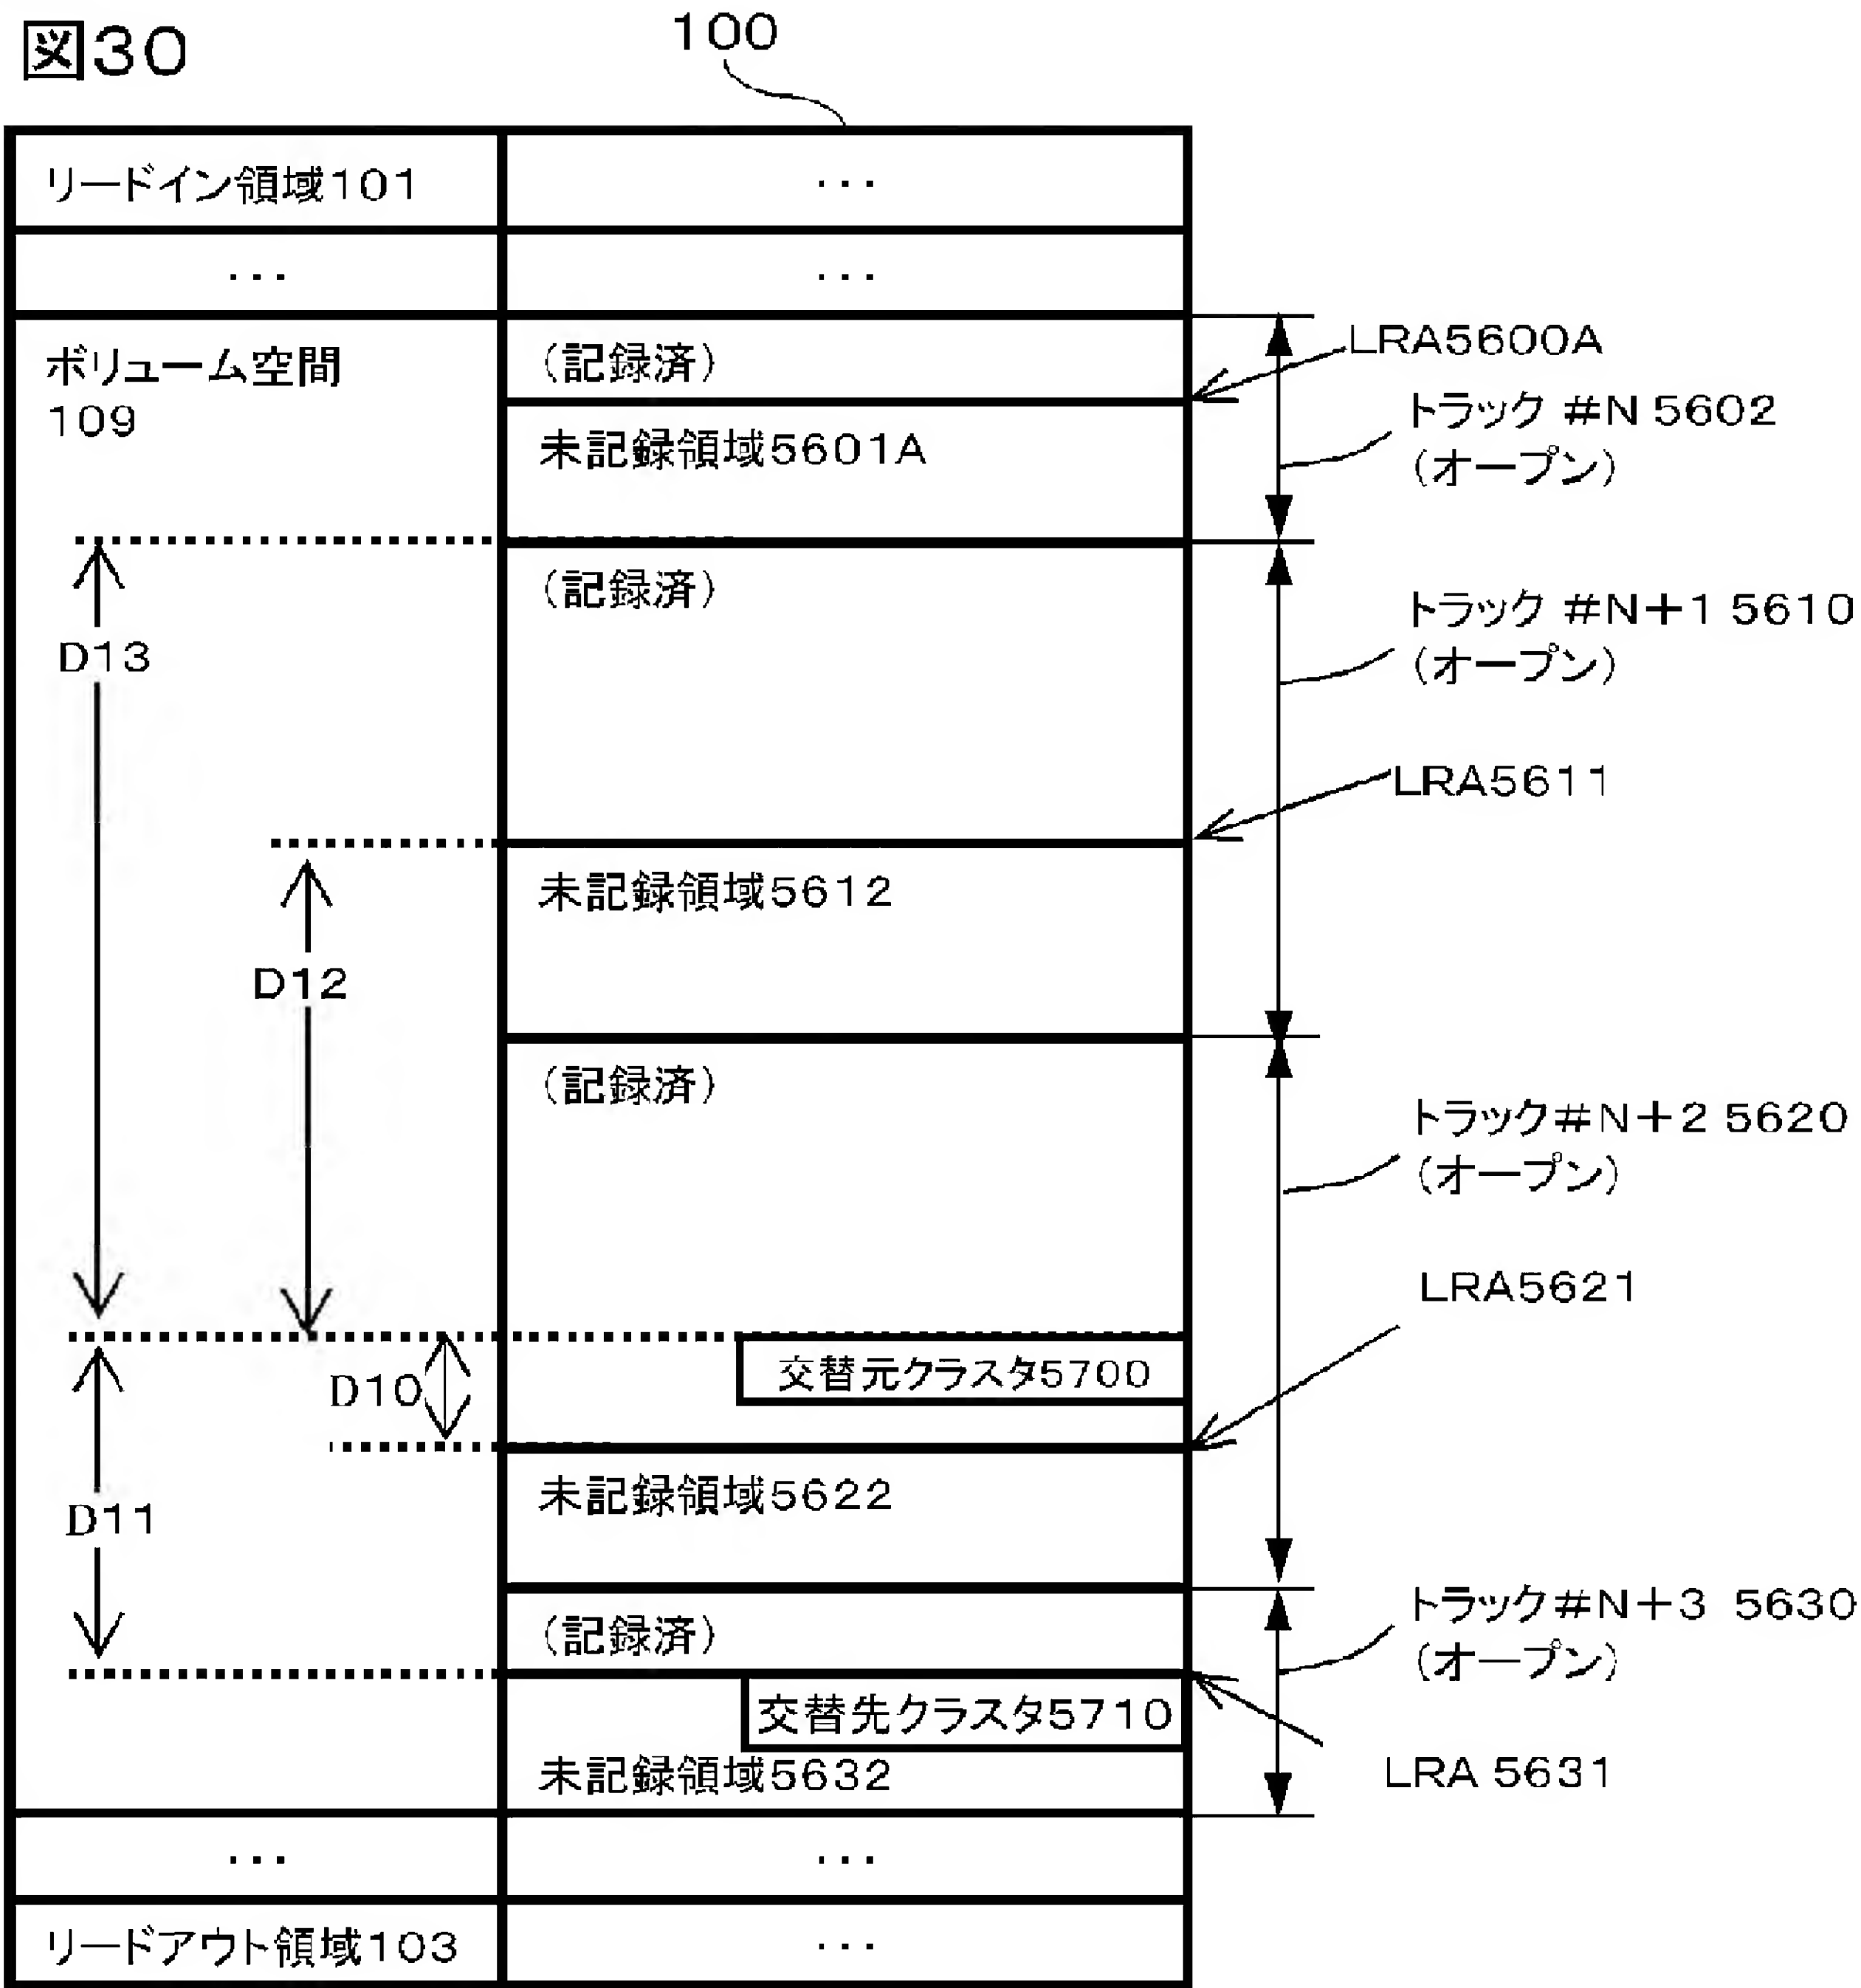 図30
100
リードイン領域101
・・・
・・・
・・・
ボリューム空間
109
(記録済)
LRA5600A
未記録領域5601A
トラック #N 5602
(オープン)
(記録済)
トラック #N+1 5610
(オープン)
D13
LRA5611
未記録領域5612
D12
(記録済)
トラック#N+2 5620
(オープン)
LRA5621
交替元クラスタ5700
D10
未記録領域5622
D11
(記録済)
トラック#N+3 5630
(オープン)
交替先クラスタ5710
未記録領域5632
LRA 5631
・・・
・・・
リードアウト領域103
・・・